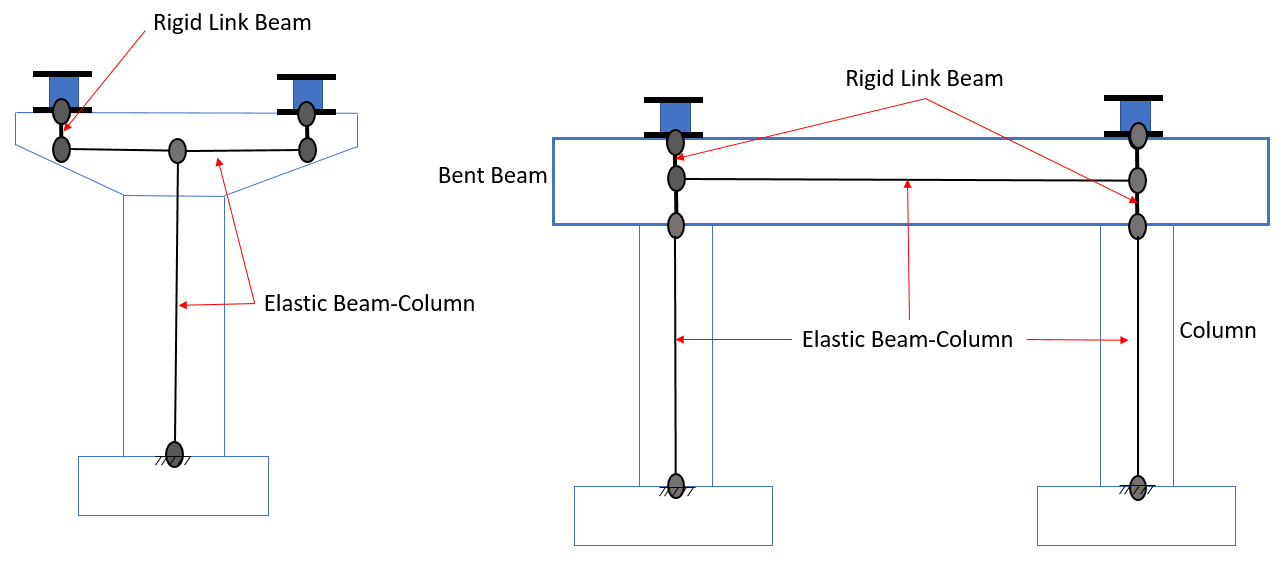 Rigid Link Beam
Rigid Link Beam
Bent Beam
Elastic Beam-Column
Elastic Beam-Column
Column